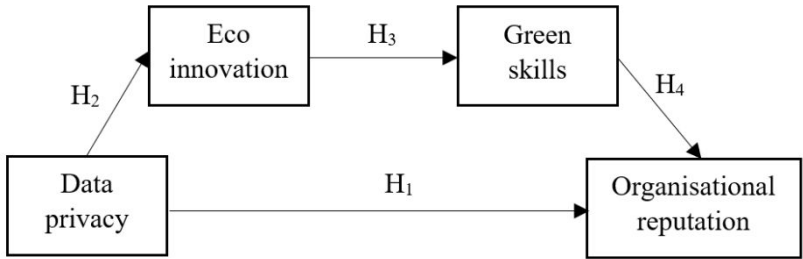 Eco
innovation
H₃
Green
skills
H₂
H₄
Data
privacy
H₁
Organisational
reputation